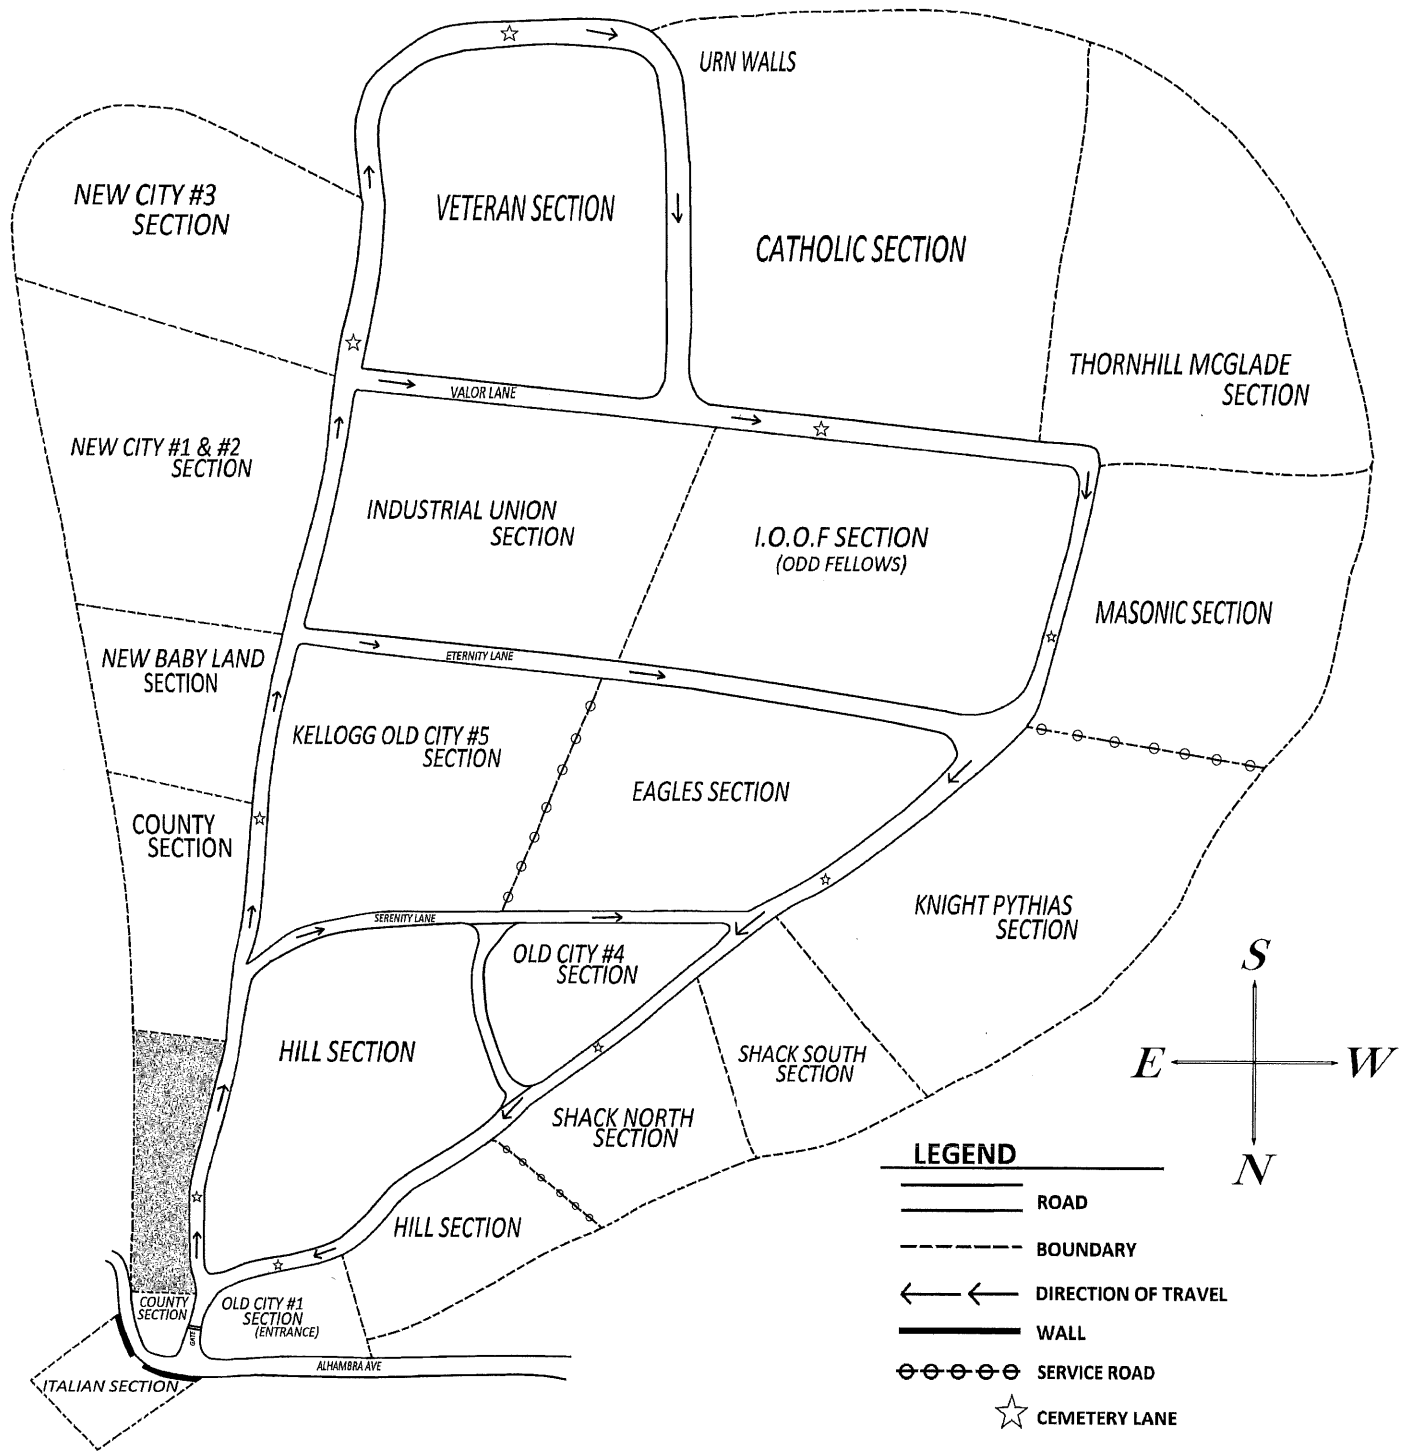 URN WALLS
NEW CITY #3
SECTION
VETERAN SECTION
CATHOLIC SECTION
THORNHILL MCGLADE
SECTION
VALOR LANE
NEW CITY #1 & #2
SECTION
INDUSTRIAL UNION
SECTION
I.O.O.F SECTION
(ODD FELLOWS)
MASONIC SECTION
NEW BABY LAND
SECTION
ETERNITY LANE
KELLOGG OLD CITY #5
SECTION
EAGLES SECTION
COUNTY
SECTION
KNIGHT PYTHIAS
SECTION
SERENITY LANE
OLD CITY #4
SECTION
HILL SECTION
SHACK SOUTH
SECTION
SHACK NORTH
SECTION
HILL SECTION
S
E
W
N
COUNTY
SECTION
OLD CITY #1
SECTION
(ENTRANCE)
GATE
ALHAMBRA AVE
ITALIAN SECTION
LEGEND
ROAD
BOUNDARY
DIRECTION OF TRAVEL
WALL
SERVICE ROAD
CEMETERY LANE